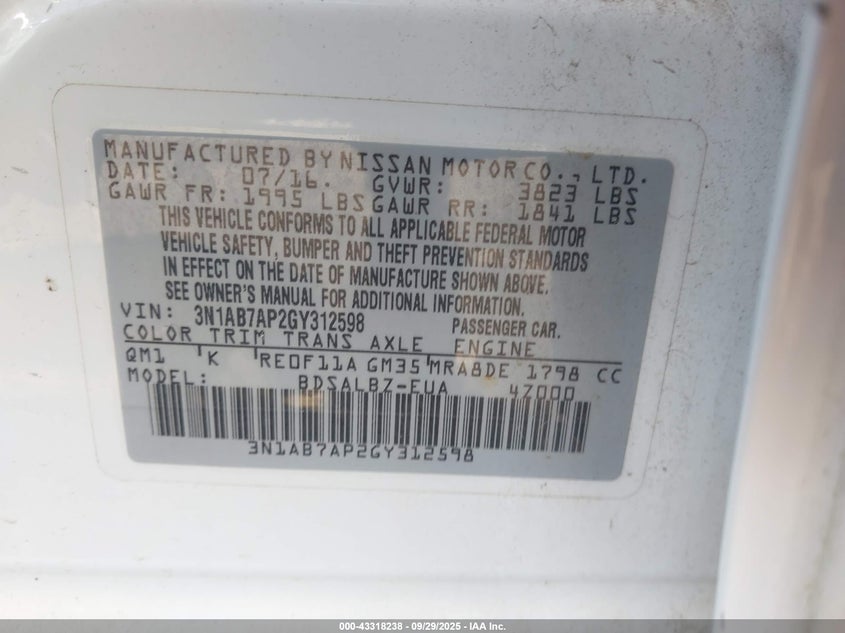 MANUFACTURED BY NISSAN MOTOR CO., LTD.
DATE: 07/16. GVWR: 3823 LBS
GAWR FR: 1995 LBS GAWR RR: 1841 LBS
THIS VEHICLE CONFORMS TO ALL APPLICABLE FEDERAL MOTOR
VEHICLE SAFETY, BUMPER AND THEFT PREVENTION STANDARDS
IN EFFECT ON THE DATE OF MANUFACTURE SHOWN ABOVE.
SEE OWNER'S MANUAL FOR ADDITIONAL INFORMATION.
VIN: 3N1AB7AP2GY312598 PASSENGER CAR.
COLOR TRIM TRANS AXLE ENGINE
QM1 K RE0F11A GM35 MRA8DE 1798 CC
MODEL: BDSALBZ-EUA 4Z000
3N1AB7AP2GY312598
000-43318238 - 09/29/2025 - IAA Inc.